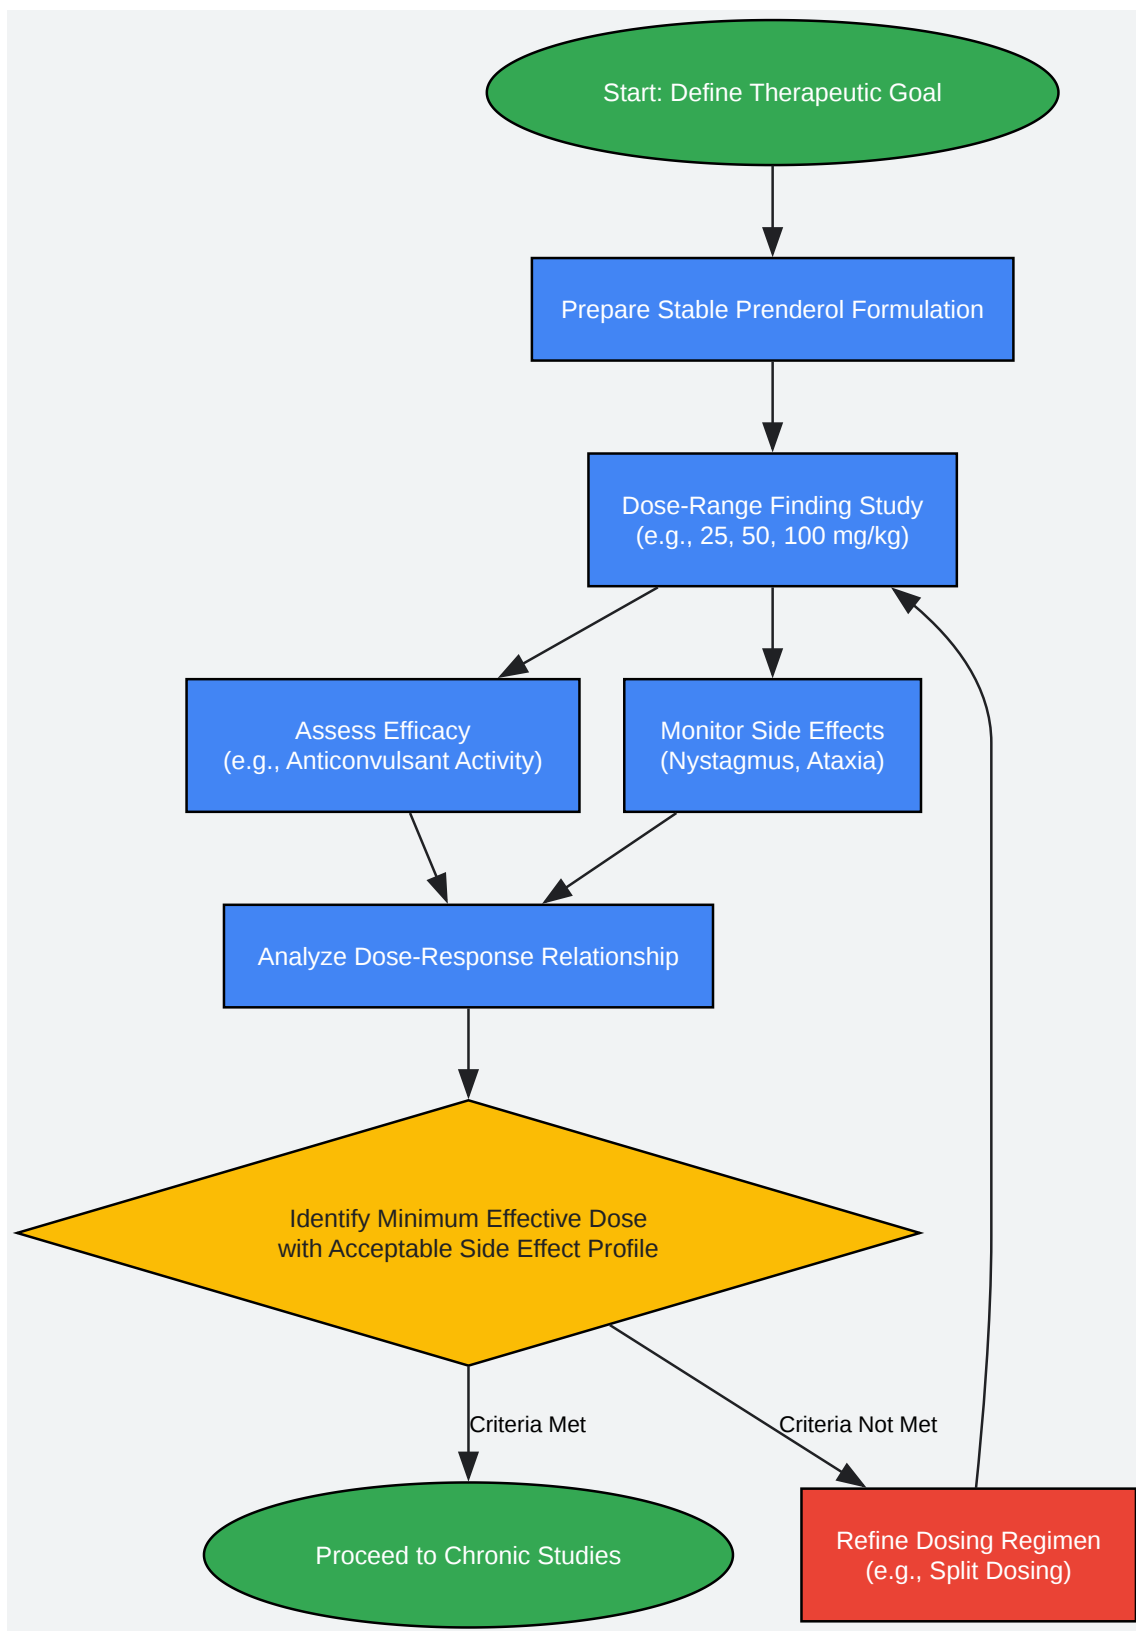 Start: Define Therapeutic Goal
Prepare Stable Prenderol Formulation
Dose-Range Finding Study
(e.g., 25, 50, 100 mg/kg)
Assess Efficacy
(e.g., Anticonvulsant Activity)
Monitor Side Effects
(Nystagmus, Ataxia)
Analyze Dose-Response Relationship
Identify Minimum Effective Dose
with Acceptable Side Effect Profile
Criteria Met
Criteria Not Met
Proceed to Chronic Studies
Refine Dosing Regimen
(e.g., Split Dosing)